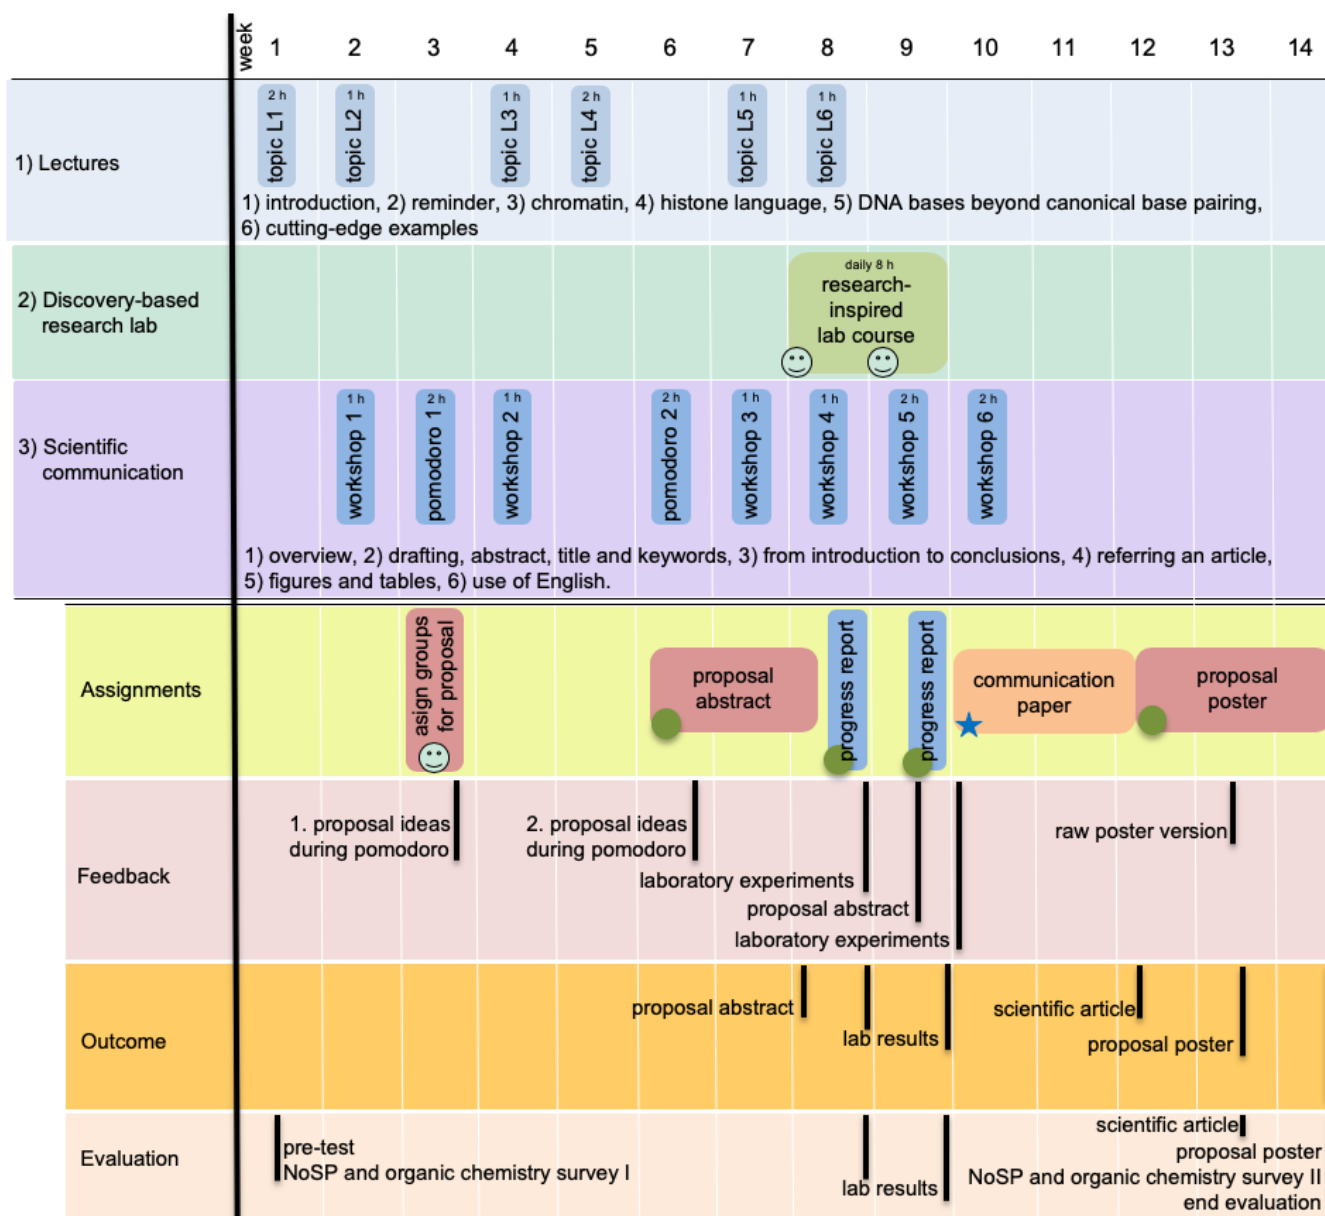 week
1 2 3 4 5 6 7 8 9 10 11 12 13 14
1) Lectures
2 h
topic L1
1 h
topic L2
1 h
topic L3
2 h
topic L4
1 h
topic L5
1 h
topic L6
1) introduction, 2) reminder, 3) chromatin, 4) histone language, 5) DNA bases beyond canonical base pairing,
6) cutting-edge examples
2) Discovery-based
research lab
daily 8 h
research-
inspired
lab course
3) Scientific
communication
1 h
workshop 1
2 h
pomodoro 1
1 h
workshop 2
2 h
pomodoro 2
1 h
workshop 3
1 h
workshop 4
2 h
workshop 5
2 h
workshop 6
1) overview, 2) drafting, abstract, title and keywords, 3) from introduction to conclusions, 4) referring an article,
5) figures and tables, 6) use of English.
Assignments
asign groups
for proposal
proposal
abstract
progress report
progress report
communication
paper
proposal
poster
Feedback
1. proposal ideas
during pomodoro
2. proposal ideas
during pomodoro
laboratory experiments
proposal abstract
laboratory experiments
raw poster version
Outcome
proposal abstract
lab results
scientific article
proposal poster
Evaluation
pre-test
NoSP and organic chemistry survey I
lab results
scientific article
proposal poster
NoSP and organic chemistry survey II
end evaluation